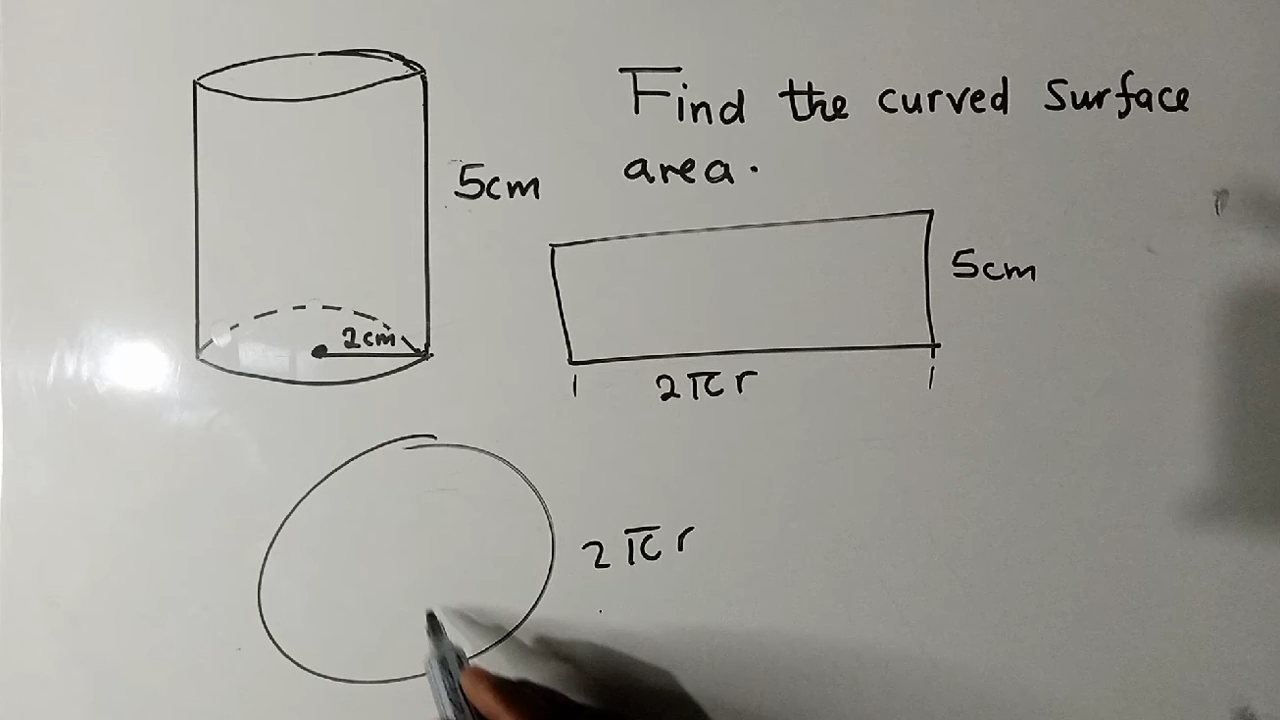 Find the curved surface
area.
5cm
2cm
5cm
2πr
2πr